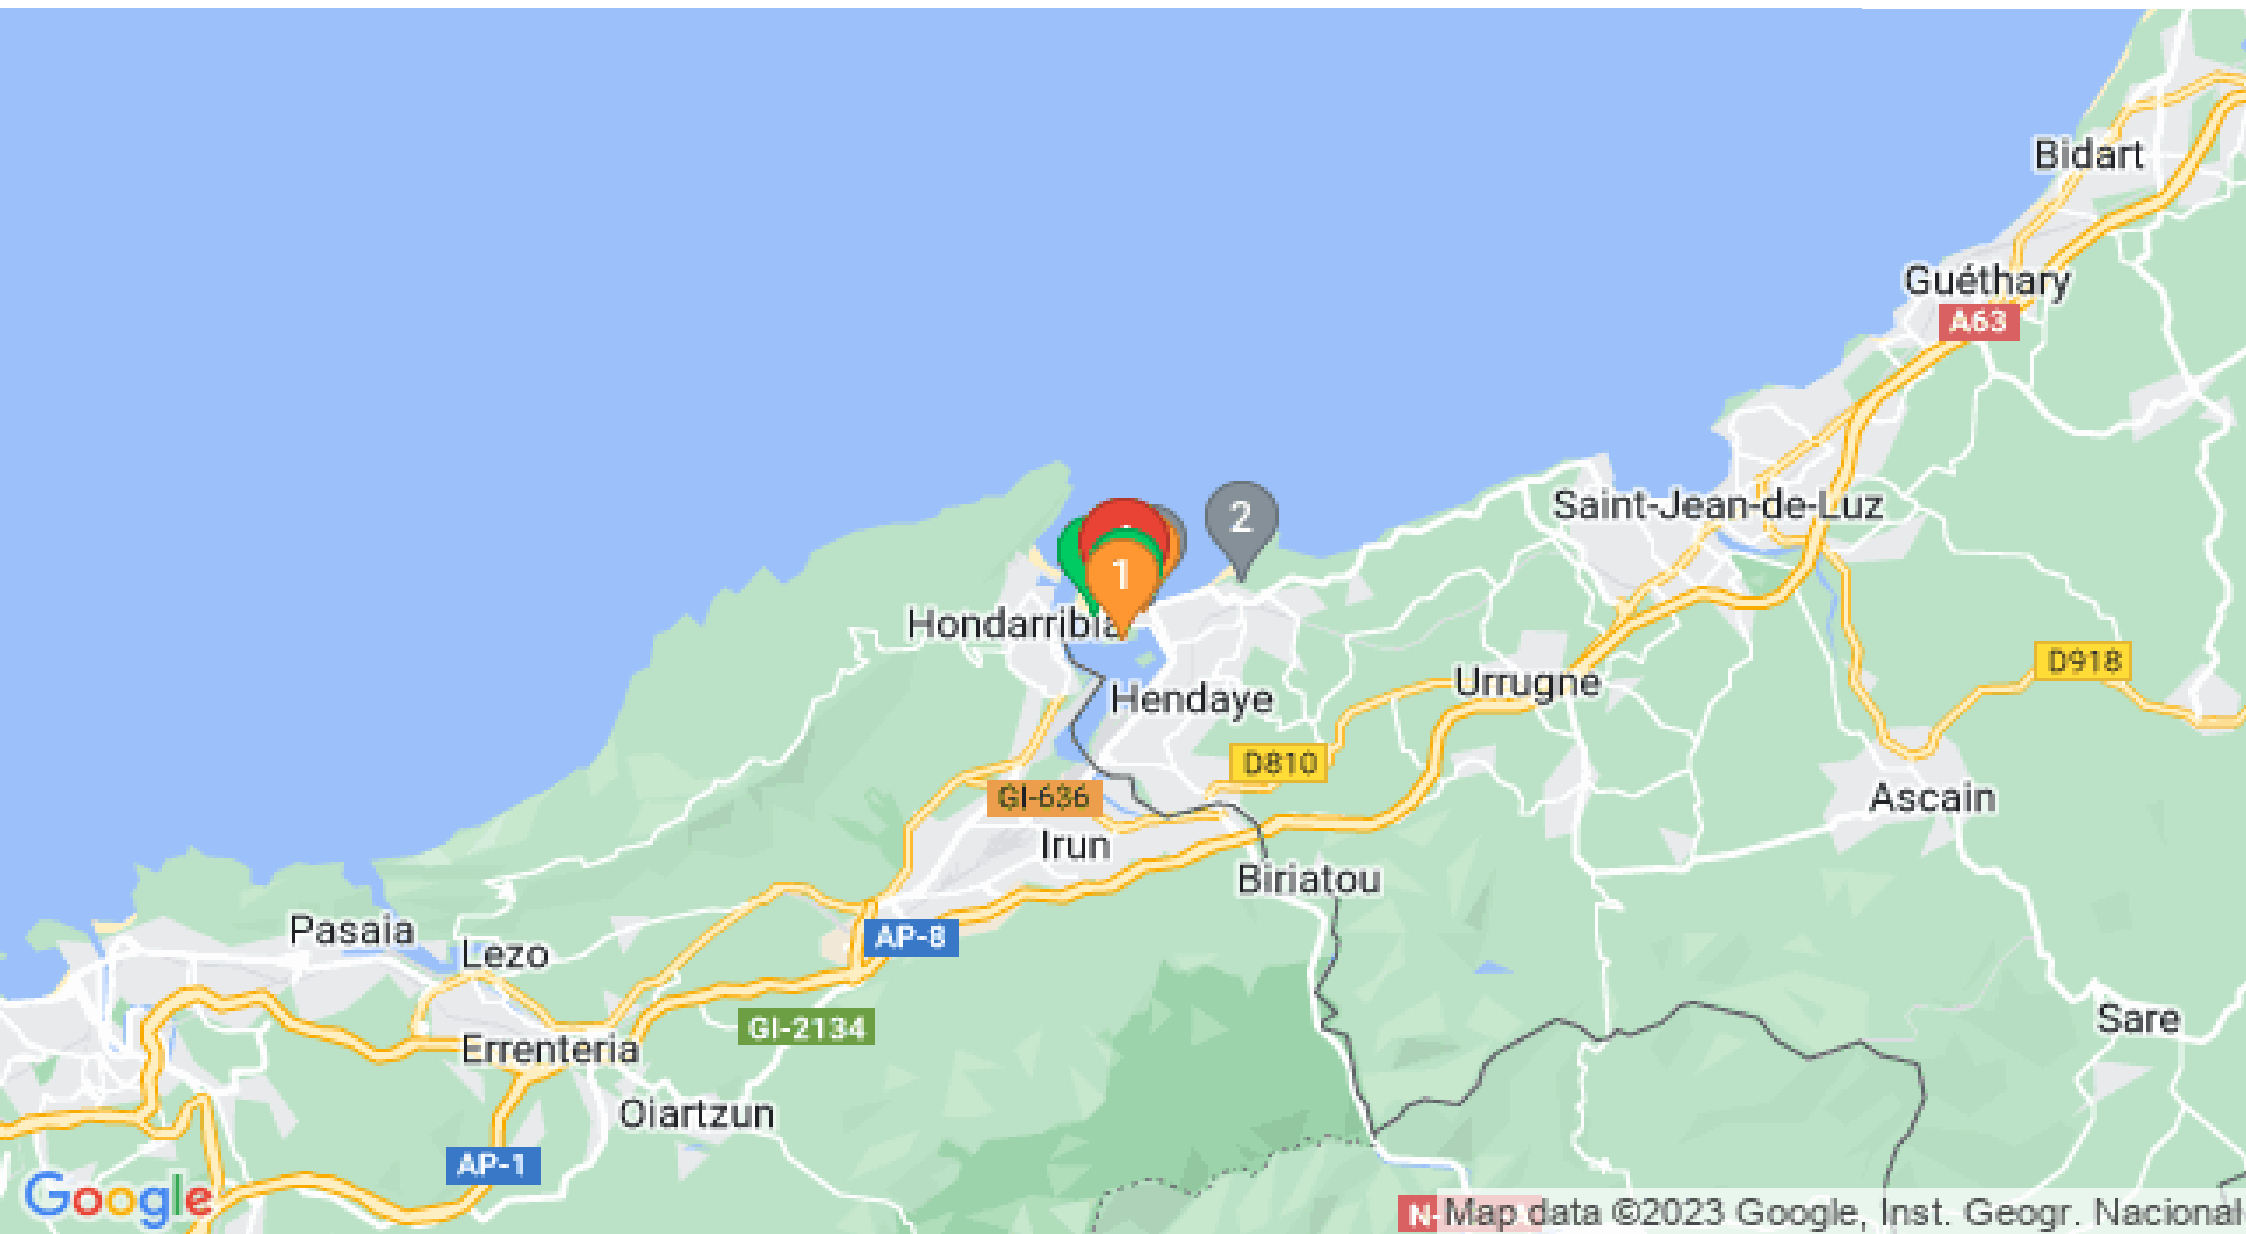 Bidart
Guéthary
A63
2
Saint-Jean-de-Luz
1
Hondarribia
D918
Urrugne
Hendaye
D810
GI-636
Ascain
Irun
Biriatou
Pasaia
AP-8
Lezo
Sare
GI-2134
Errenteria
Oiartzun
AP-1
Google
N-
Map data ©2023 Google, Inst. Geogr. Nacional